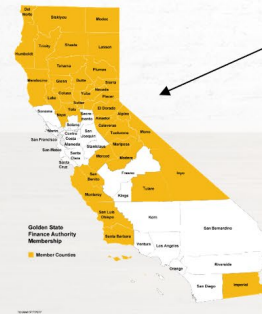 Del
Norte
Siskiyou
Modoc
Trinity
Shasta
Lassen
Humboldt
Tehama
Plumas
Mendocino
Glenn
Butte
Sierra
Nevada
Placer
Colusa
Yuba
Lake
Sutter
El Dorado
Yolo
Sonoma
Napa
Sacra-
mento
Amador
Alpine
Calaveras
Solano
Tuolumne
Marin
Contra
Costa
San
Joaquin
Mono
San Francisco
Alameda
Stanislaus
Mariposa
San Mateo
Santa
Clara
Merced
Madera
Santa
Cruz
San
Benito
Fresno
Inyo
Monterey
Kings
Tulare
San Luis
Obispo
Kern
Santa Barbara
San Bernardino
Ventura
Los Angeles
Orange
Riverside
San Diego
Imperial
Golden State
Finance Authority
Membership
Member Counties